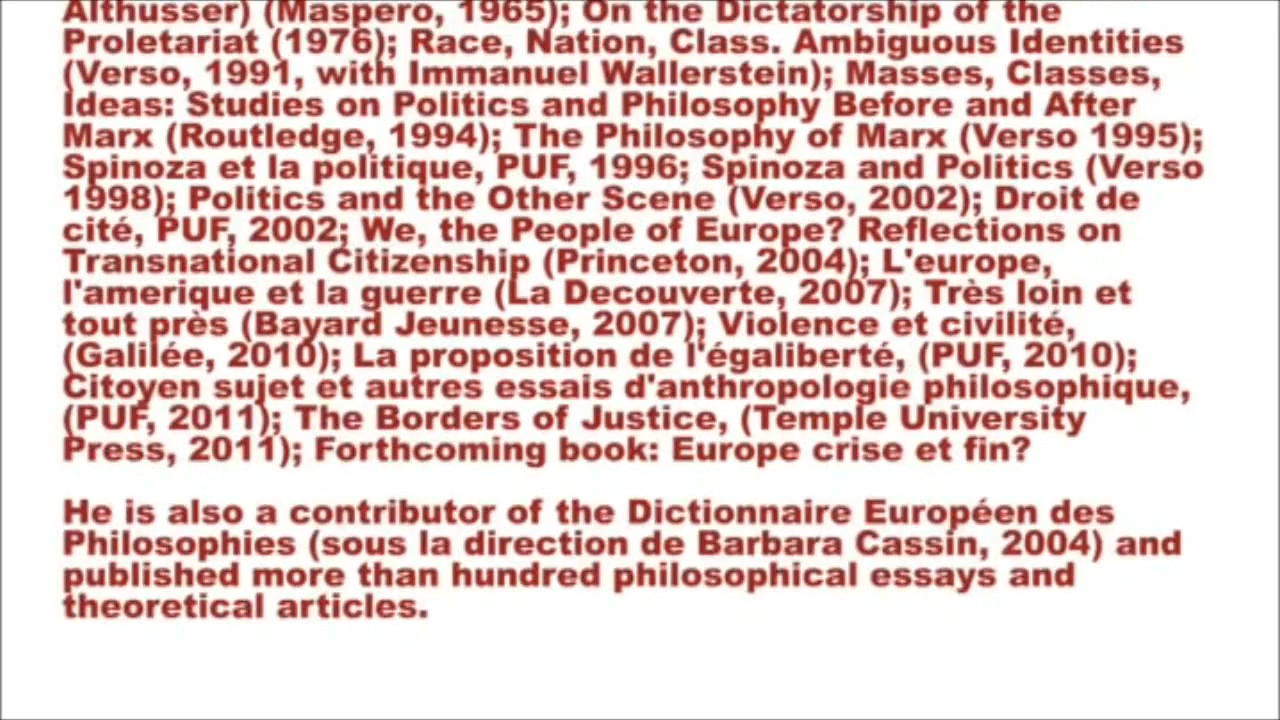 Althusser) (Maspero, 1965); On the Dictatorship of the
Proletariat (1976); Race, Nation, Class. Ambiguous Identities
(Verso, 1991, with Immanuel Wallerstein); Masses, Classes,
Ideas: Studies on Politics and Philosophy Before and After
Marx (Routledge, 1994); The Philosophy of Marx (Verso 1995);
Spinoza et la politique, PUF, 1996; Spinoza and Politics (Verso
1998); Politics and the Other Scene (Verso, 2002); Droit de
cité, PUF, 2002; We, the People of Europe? Reflections on
Transnational Citizenship (Princeton, 2004); L'europe,
l'amerique et la guerre (La Decouverte, 2007); Très loin et
tout près (Bayard Jeunesse, 2007); Violence et civilité,
(Galilée, 2010); La proposition de l'égaliberté, (PUF, 2010);
Citoyen sujet et autres essais d'anthropologie philosophique,
(PUF, 2011); The Borders of Justice, (Temple University
Press, 2011); Forthcoming book: Europe crise et fin?
He is also a contributor of the Dictionnaire Européen des
Philosophies (sous la direction de Barbara Cassin, 2004) and
published more than hundred philosophical essays and
theoretical articles.